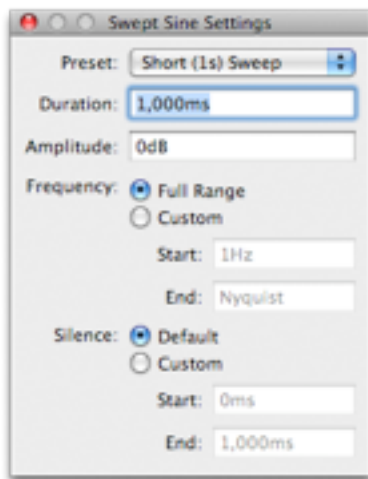 Swept Sine Settings
Preset: Short (1s) Sweep
Duration: 1,000ms
Amplitude: 0dB
Frequency: Full Range
Custom
Start: 1Hz
End: Nyquist
Silence: Default
Custom
Start: 0ms
End: 1,000ms